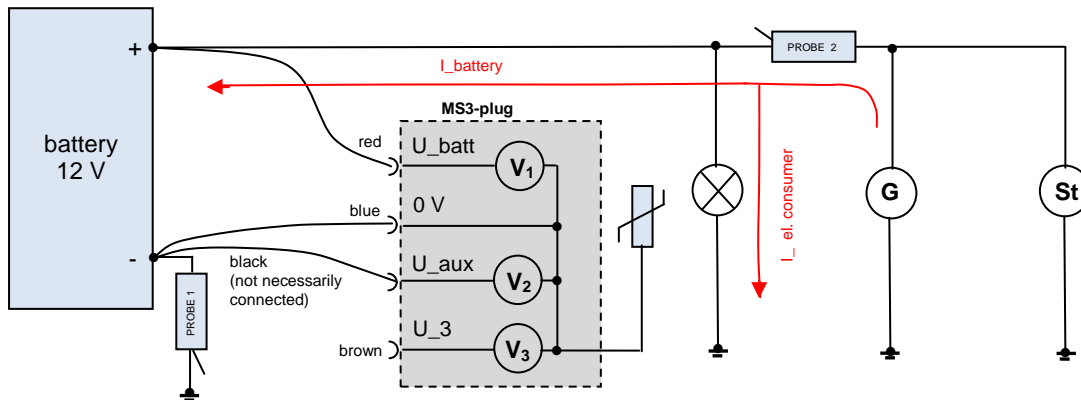 +
battery
12 V
-
PROBE 1
red
blue
black
(not necessarily
connected)
brown
MS3-plug
U_batt
V1
0 V
U_aux
V2
U_3
V3
I_battery
PROBE 2
I_ el. consumer
G
St